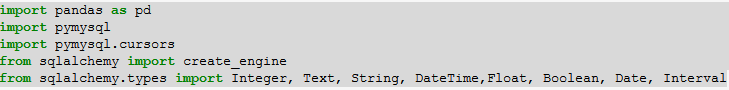 import pandas as pd
import pymysql
import pymysql.cursors
from sqlalchemy import create_engine
from sqlalchemy.types import Integer, Text, String, DateTime,Float, Boolean, Date, Interval